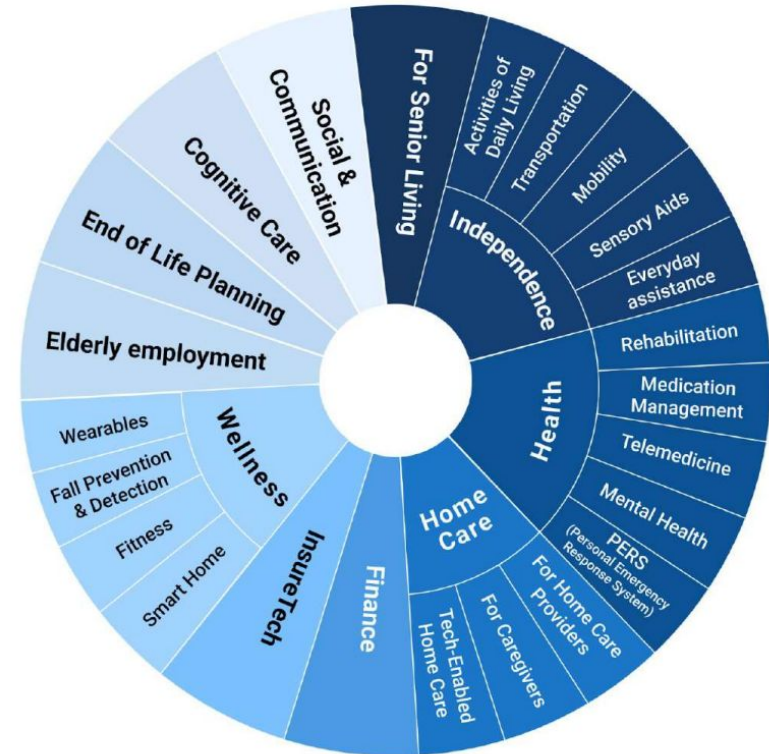 For Senior Living
Independence
Activities of
Daily Living
Transportation
Mobility
Sensory Aids
Everyday
assistance
Health
Rehabilitation
Medication
Management
Telemedicine
Mental Health
PERS
(Personal Emergency
Response System)
Home
Care
For Home Care
Providers
For Caregivers
Tech-Enabled
Home Care
Finance
InsureTech
Wellness
Smart Home
Fitness
Fall Prevention
& Detection
Wearables
Elderly employment
End of Life Planning
Cognitive Care
Social &
Communication